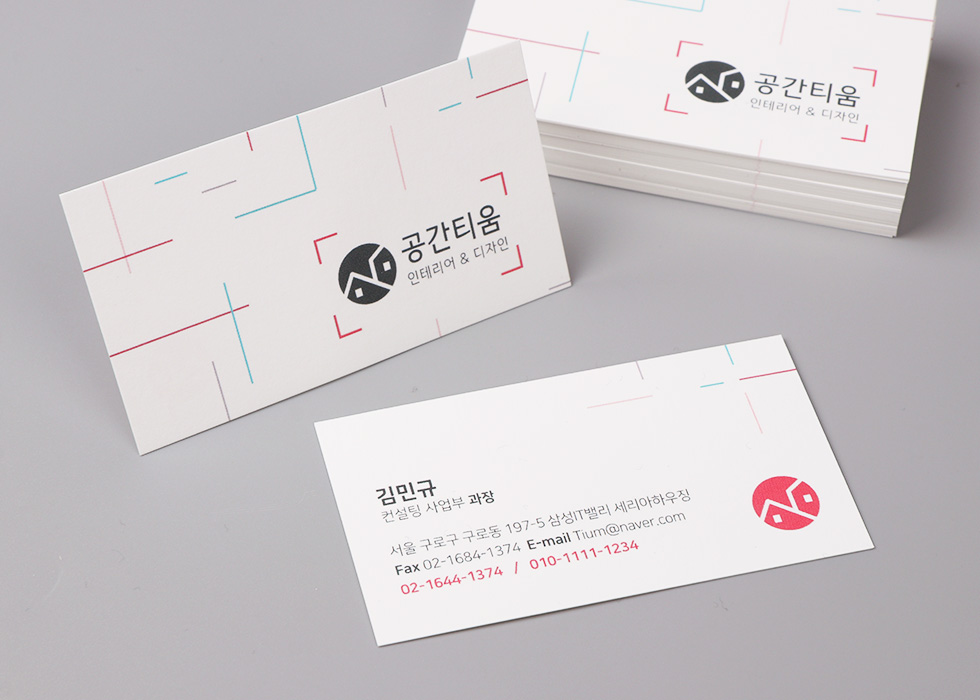 공간티움
인테리어 & 디자인
공간티움
인테리어 & 디자인
김민규
컨설팅 사업부 과장
서울 구로구 구로동 197-5 삼성IT밸리 세리아하우징
Fax 02-1684-1374 E-mail Tium@naver.com
02-1644-1374 / 010-1111-1234